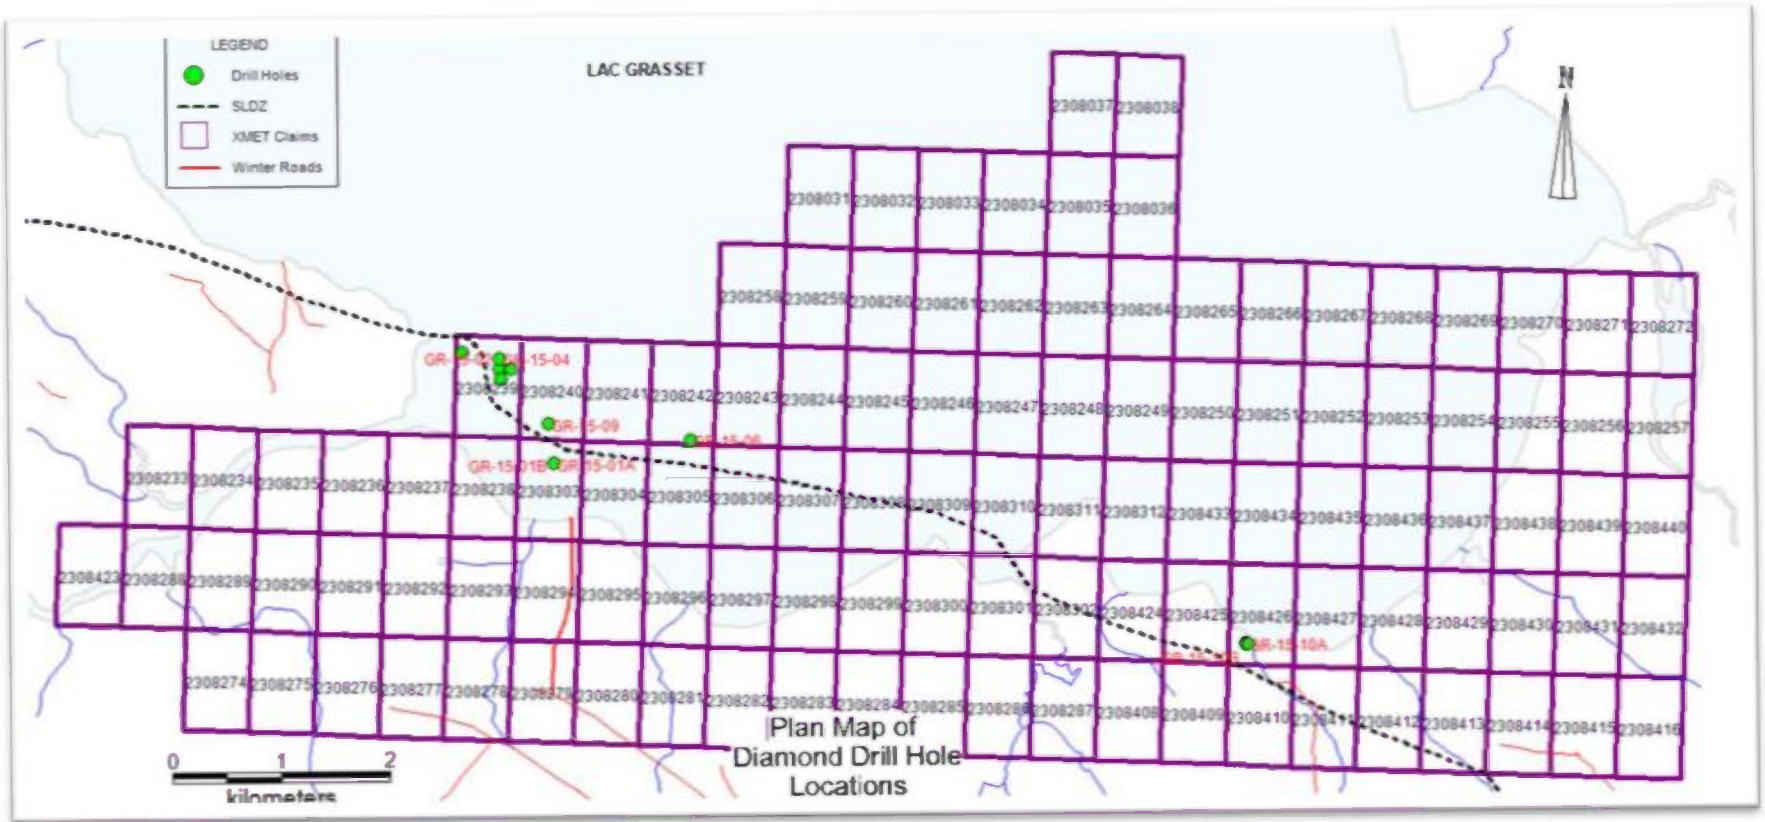 LEGEND
Drill Holes
SLDZ
XMET Claims
Winter Roads
LAC GRASSET
N
2308037 2308038
2308031 2308032 2308033 2308034 2308035 2308036
2308258 2308259 2308260 2308261 2308262 2308263 2308264 2308265 2308266 2308267 2308268 2308269 2308270 2308271 2308272
2308239 2308240 2308241 2308242 2308243 2308244 2308245 2308246 2308247 2308248 2308249 2308250 2308251 2308252 2308253 2308254 2308255 2308256 2308257
GR-15-09
GR-15-06
GR-15-01B GR-15-01A
2308233 2308234 2308235 2308236 2308237 2308238 2308303 2308304 2308305 2308306 2308307 2308308 2308309 2308310 2308311 2308312 2308433 2308434 2308435 2308436 2308437 2308438 2308439 2308440
2308423 2308288 2308289 2308290 2308291 2308292 2308293 2308294 2308295 2308296 2308297 2308298 2308299 2308300 2308301 2308302 2308424 2308425 2308426 2308427 2308428 2308429 2308430 2308431 2308432
GR-15-10A
2308274 2308275 2308276 2308277 2308278 2308279 2308280 2308281 2308282 2308283 2308284 2308285 2308286 2308287 2308408 2308409 2308410 2308411 2308412 2308413 2308414 2308415 2308416
Plan Map of
Diamond Drill Hole
Locations
0 1 2
kilometers